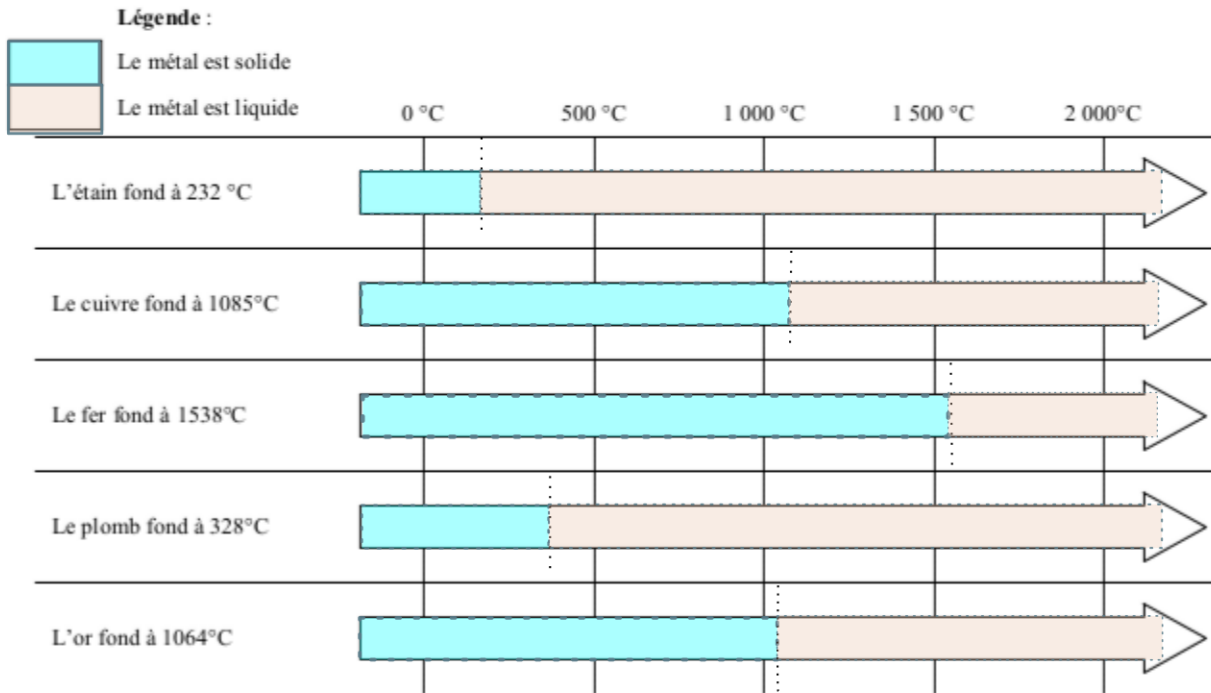 Légende :
Le métal est solide
Le métal est liquide
0 °C 500 °C 1 000 °C 1 500 °C 2 000°C
L’étain fond à 232 °C
Le cuivre fond à 1085°C
Le fer fond à 1538°C
Le plomb fond à 328°C
L’or fond à 1064°C